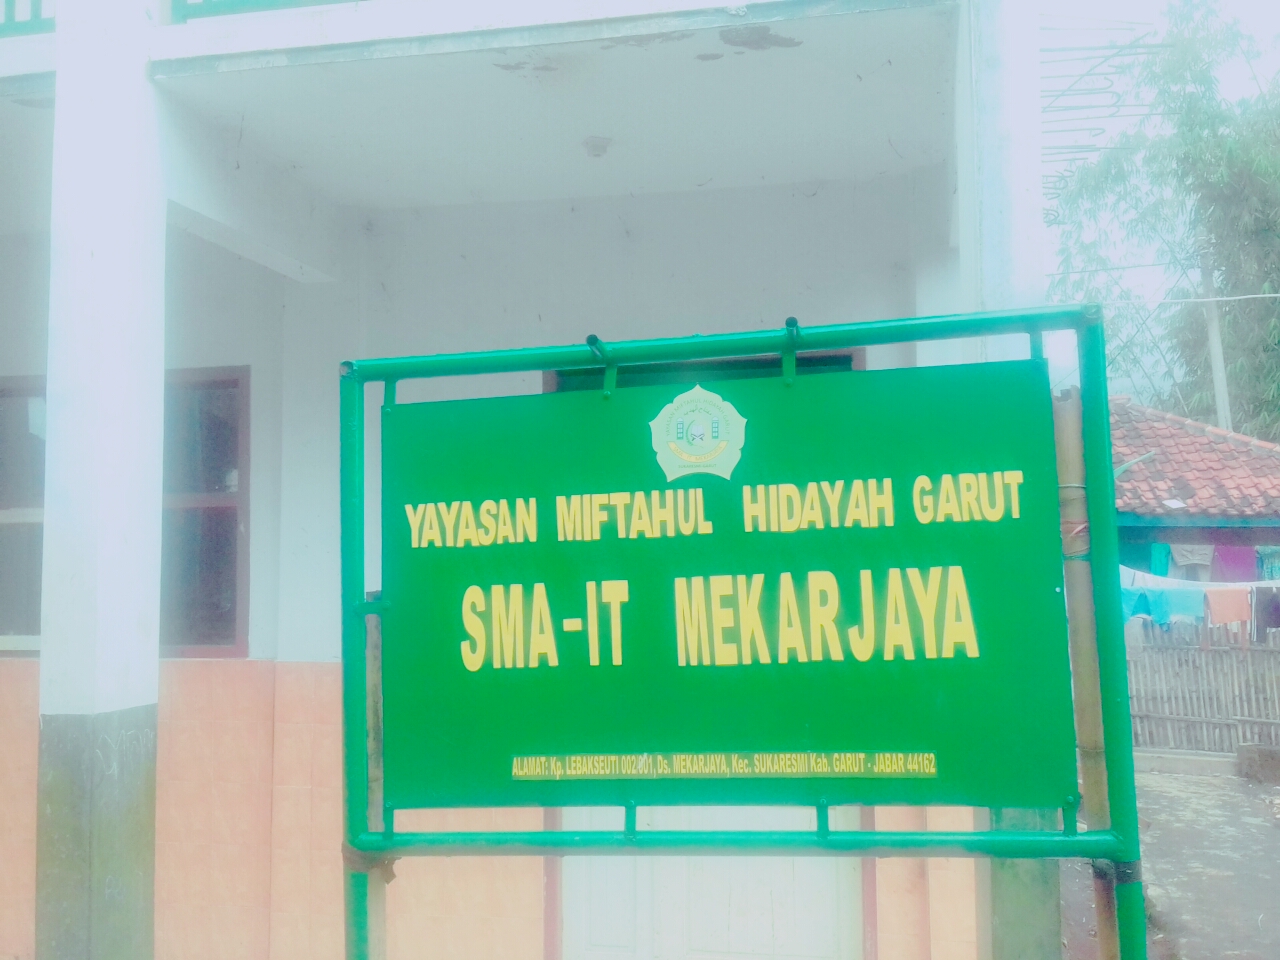 YAYASAN MIFTAHUL HIDAYAH GARUT
SMA-IT MEKARJAYA
ALAMAT: Kp. LEBAKSEUTI 002/001, Ds. MEKARJAYA, Kec. SUKARESMI Kab. GARUT - JABAR 44162